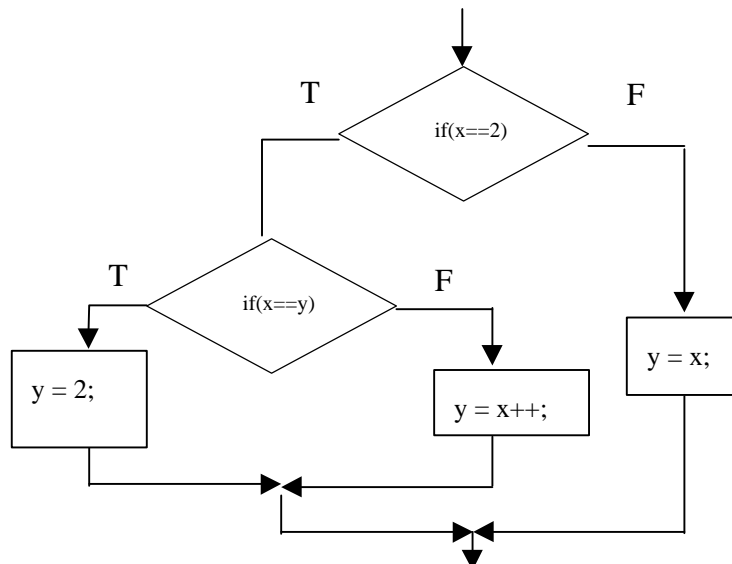 T
F
if(x==2)
T
F
if(x==y)
y = 2;
y = x++;
y = x;